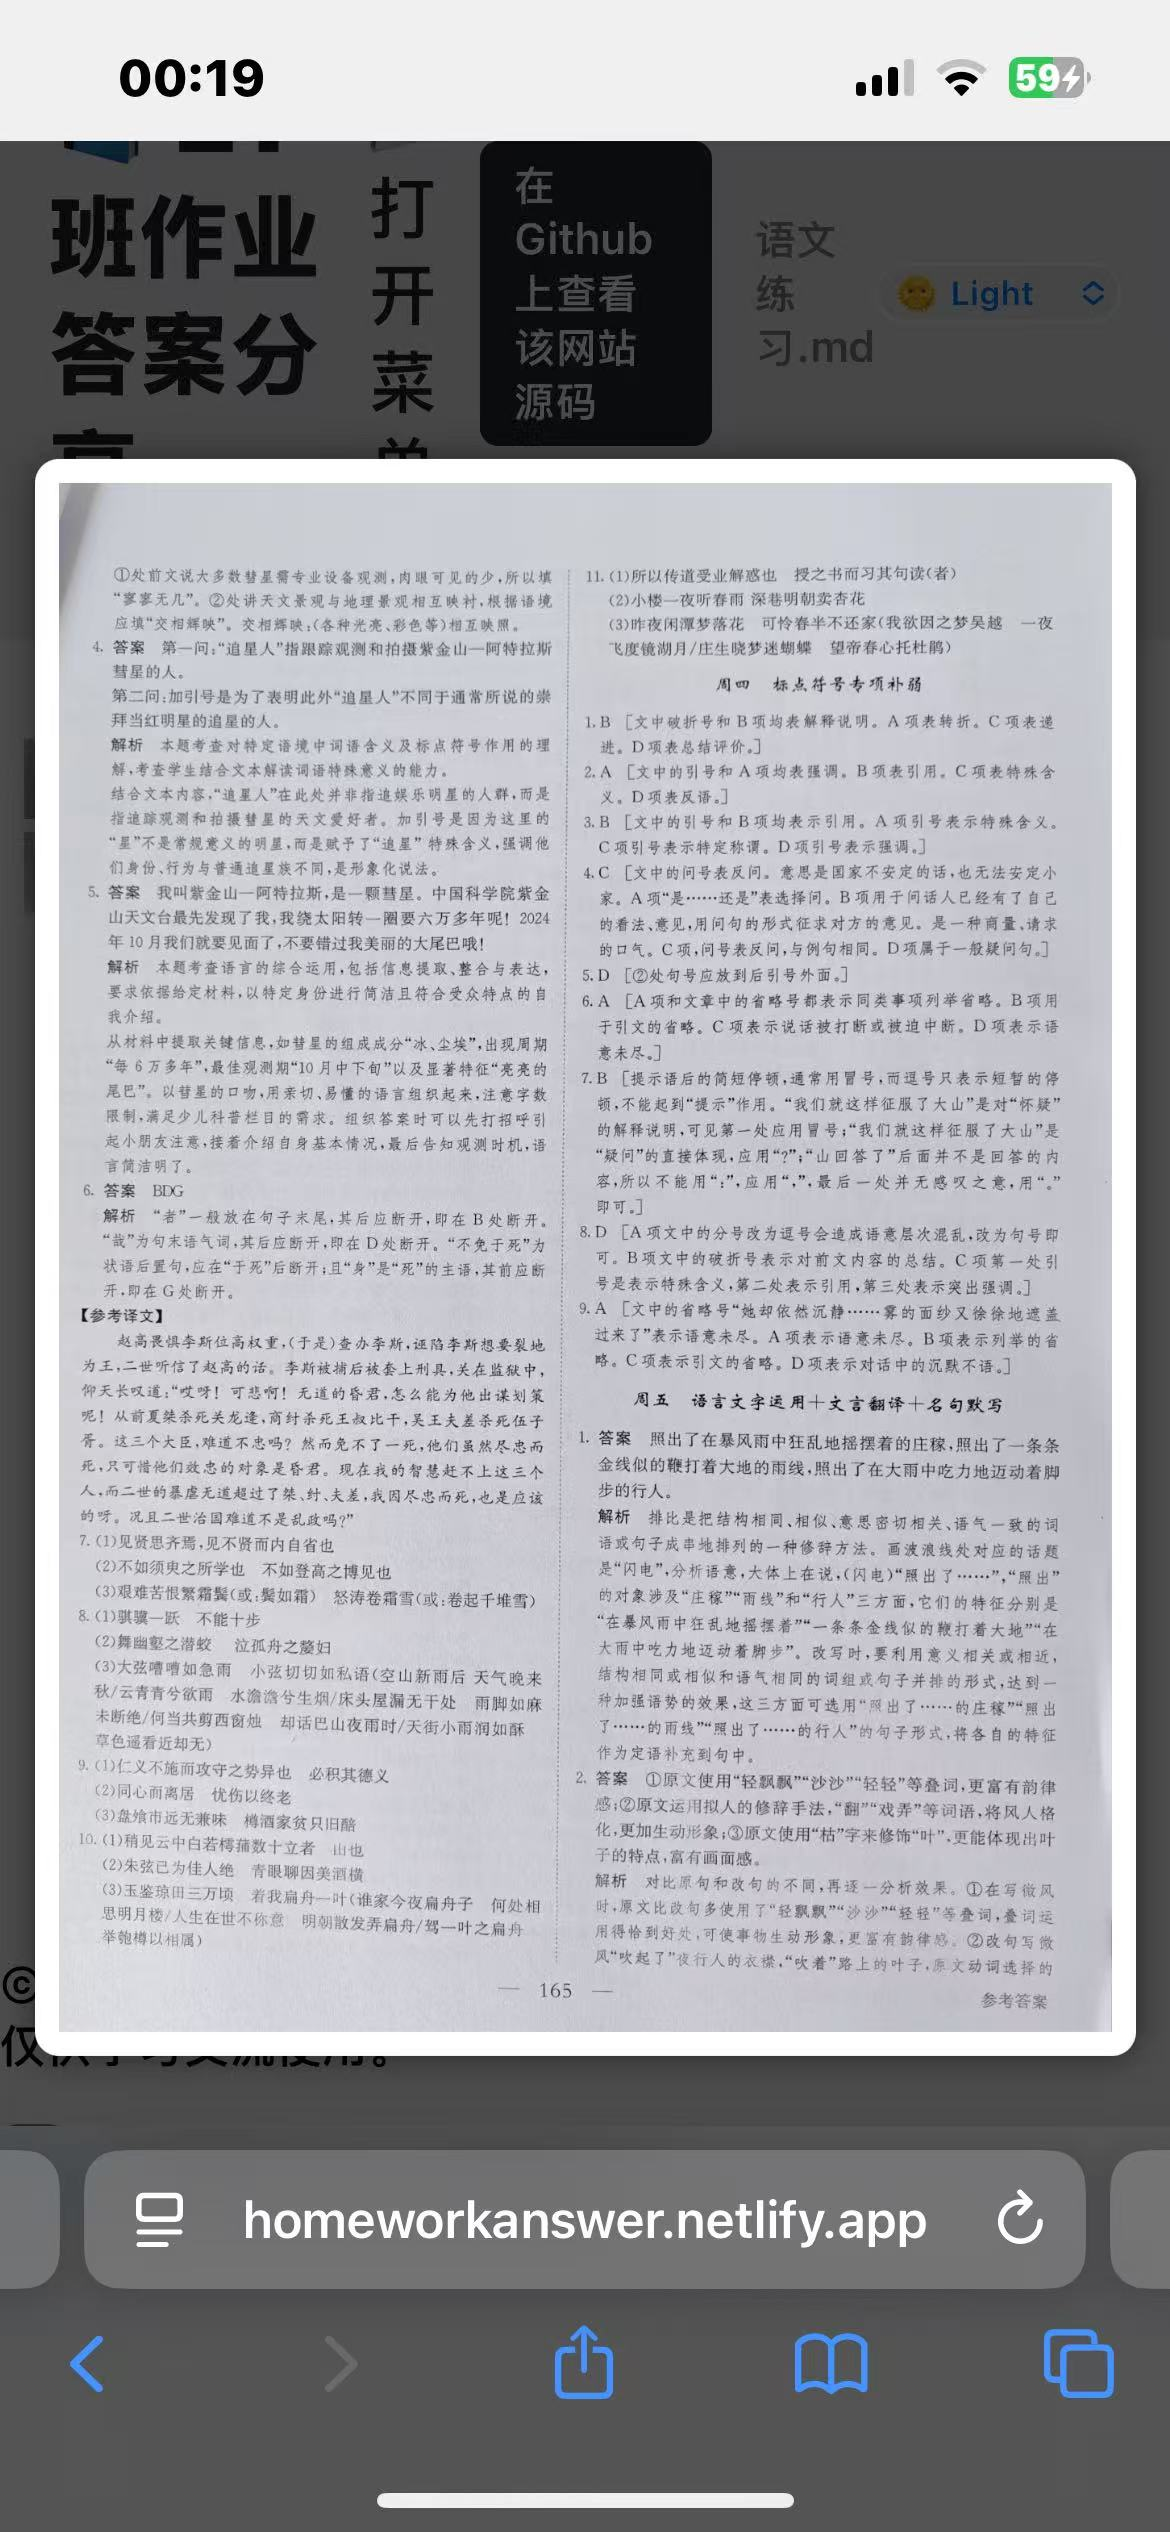 00:19
59
班作业
答案分
享
打
开
菜
单
在
Github
上查看
该网站
源码
语文
练
习.md
Light
①处前文说大多数彗星需专业设备观测,肉眼可见的少,所以填
“寥寥无几”。②处讲天文景观与地理景观相互映衬,根据语境
应填“交相辉映”。交相辉映:(各种光亮、彩色等)相互映照。
4. 答案 第一问:“追星人”指跟踪观测和拍摄紫金山—阿特拉斯
彗星的人。
第二问:加引号是为了表明此外“追星人”不同于通常所说的崇
拜当红明星的追星的人。
解析 本题考查对特定语境中词语含义及标点符号作用的理
解,考查学生结合文本解读词语特殊意义的能力。
结合文本内容,“追星人”在此处并非指追娱乐明星的人群,而是
指追踪观测和拍摄彗星的天文爱好者。加引号是因为这里的
“星”不是常规意义的明星,而是赋予了“追星”特殊含义,强调他
们身份、行为与普通追星族不同,是形象化说法。
5. 答案 我叫紫金山—阿特拉斯,是一颗彗星。中国科学院紫金
山天文台最先发现了我,我绕太阳转一圈要六万多年呢! 2024
年 10 月我们就要见面了,不要错过我美丽的大尾巴哦!
解析 本题考查语言的综合运用,包括信息提取、整合与表达,
要求依据给定材料,以特定身份进行简洁且符合受众特点的自
我介绍。
从材料中提取关键信息,如彗星的组成成分“冰、尘埃”,出现周期
“每 6 万多年”,最佳观测期“10 月中下旬”以及显著特征“亮亮的
尾巴”。以彗星的口吻,用亲切、易懂的语言组织起来,注意字数
限制,满足少儿科普栏目的需求。组织答案时可以先打招呼引
起小朋友注意,接着介绍自身基本情况,最后告知观测时机,语
言简洁明了。
6. 答案 BDG
解析 “者”一般放在句子末尾,其后应断开,即在 B 处断开。
“哉”为句末语气词,其后应断开,即在 D 处断开。“不免于死”为
状语后置句,应在“于死”后断开;且“身”是“死”的主语,其前应断
开,即在 G 处断开。
【参考译文】
赵高畏惧李斯位高权重,(于是)查办李斯,诬陷李斯想要裂地
为王,二世听信了赵高的话。李斯被捕后被套上刑具,关在监狱中,
仰天长叹道:“哎呀! 可悲啊! 无道的昏君,怎么能为他出谋划策
呢! 从前夏桀杀死关龙逄,商纣杀死王叔比干,吴王夫差杀死伍子
胥。这三个大臣,难道不忠吗? 然而免不了一死,他们虽然尽忠而
死,只可惜他们效忠的对象是昏君。现在我的智慧赶不上这三个
人,而二世的暴虐无道超过了桀、纣、夫差,我因尽忠而死,也是应该
的呀。况且二世治国难道不是乱政吗?”
7. (1)见贤思齐焉,见不贤而内自省也
(2)不如须臾之所学也 不如登高之博见也
(3)艰难苦恨繁霜鬓(或:鬓如霜) 怒涛卷霜雪(或:卷起千堆雪)
8. (1)骐骥一跃 不能十步
(2)舞幽壑之潜蛟 泣孤舟之嫠妇
(3)大弦嘈嘈如急雨 小弦切切如私语(空山新雨后 天气晚来
秋/云青青兮欲雨 水澹澹兮生烟/床头屋漏无干处 雨脚如麻
未断绝/何当共剪西窗烛 却话巴山夜雨时/天街小雨润如酥
草色遥看近却无)
9. (1)仁义不施而攻守之势异也 必积其德义
(2)同心而离居 忧伤以终老
(3)盘飧市远无兼味 樽酒家贫只旧醅
10. (1)稍见云中白若樗蒱数十立者 山也
(2)朱弦已为佳人绝 青眼聊因美酒横
(3)玉鉴琼田三万顷 着我扁舟一叶(谁家今夜扁舟子 何处相
思明月楼/人生在世不称意 明朝散发弄扁舟/驾一叶之扁舟
举匏樽以相属)
11. (1)所以传道受业解惑也 授之书而习其句读(者)
(2)小楼一夜听春雨 深巷明朝卖杏花
(3)昨夜闲潭梦落花 可怜春半不还家(我欲因之梦吴越 一夜
飞度镜湖月/庄生晓梦迷蝴蝶 望帝春心托杜鹃)
周四 标点符号专项补弱
1. B [文中破折号和 B 项均表解释说明。A 项表转折。C 项表递
进。D 项表总结评价。]
2. A [文中的引号和 A 项均表强调。B 项表引用。C 项表特殊含
义。D 项表反语。]
3. B [文中的引号和 B 项均表示引用。A 项引号表示特殊含义。
C 项引号表示特定称谓。D 项引号表示强调。]
4. C [文中的问号表反问。意思是国家不安定的话,也无法安定小
家。A 项“是……还是”表选择问。B 项用于问话人已经有了自己
的看法、意见,用问句的形式征求对方的意见。是一种商量、请求
的口气。C 项,问号表反问,与例句相同。D 项属于一般疑问句。]
5. D [②处句号应放到后引号外面。]
6. A [A 项和文章中的省略号都表示同类事项列举省略。B 项用
于引文的省略。C 项表示说话被打断或被迫中断。D 项表示语
意未尽。]
7. B [提示语后的简短停顿,通常用冒号,而逗号只表示短暂的停
顿,不能起到“提示”作用。“我们就这样征服了大山”是对“怀疑”
的解释说明,可见第一处应用冒号;“我们就这样征服了大山”是
“疑问”的直接体现,应用“?”;“山回答了”后面并不是回答的内
容,所以不能用“:”,应用“,”,最后一处并无感叹之意,用“。”
即可。]
8. D [A 项文中的分号改为逗号会造成语意层次混乱,改为句号即
可。B 项文中的破折号表示对前文内容的总结。C 项第一处引
号是表示特殊含义,第二处表示引用,第三处表示突出强调。]
9. A [文中的省略号“她却依然沉静……雾的面纱又徐徐地遮盖
过来了”表示语意未尽。A 项表示语意未尽。B 项表示列举的省
略。C 项表示引文的省略。D 项表示对话中的沉默不语。]
周五 语言文字运用+文言翻译+名句默写
1. 答案 照出了在暴风雨中狂乱地摇摆着的庄稼,照出了一条条
金线似的鞭打着大地的雨线,照出了在大雨中吃力地迈动着脚
步的行人。
解析 排比是把结构相同、相似、意思密切相关、语气一致的词
语或句子成串地排列的一种修辞方法。画波浪线处对应的话题
是“闪电”,分析语意,大体上在说,(闪电)“照出了……”,“照出”
的对象涉及“庄稼”“雨线”和“行人”三方面,它们的特征分别是
“在暴风雨中狂乱地摇摆着”“一条条金线似的鞭打着大地”“在
大雨中吃力地迈动着脚步”。改写时,要利用意义相关或相近,
结构相同或相似和语气相同的词组或句子并排的形式,达到一
种加强语势的效果,这三方面可选用“照出了……的庄稼”“照出
了……的雨线”“照出了……的行人”的句子形式,将各自的特征
作为定语补充到句中。
2. 答案 ①原文使用“轻飘飘”“沙沙”“轻轻”等叠词,更富有韵律
感;②原文运用拟人的修辞手法,“翻”“戏弄”等词语,将风人格
化,更加生动形象;③原文使用“枯”字来修饰“叶”,更能体现出叶
子的特点,富有画面感。
解析 对比原句和改句的不同,再逐一分析效果。①在写微风
时,原文比改句多使用了“轻飘飘”“沙沙”“轻轻”等叠词,叠词运
用得恰到好处,可使事物生动形象,更富有韵律感。②改句写微
风“吹起了”夜行人的衣襟,“吹着”路上的叶子,原文动词选择的
— 165 —
参考答案
©
homeworkanswer.netlify.app